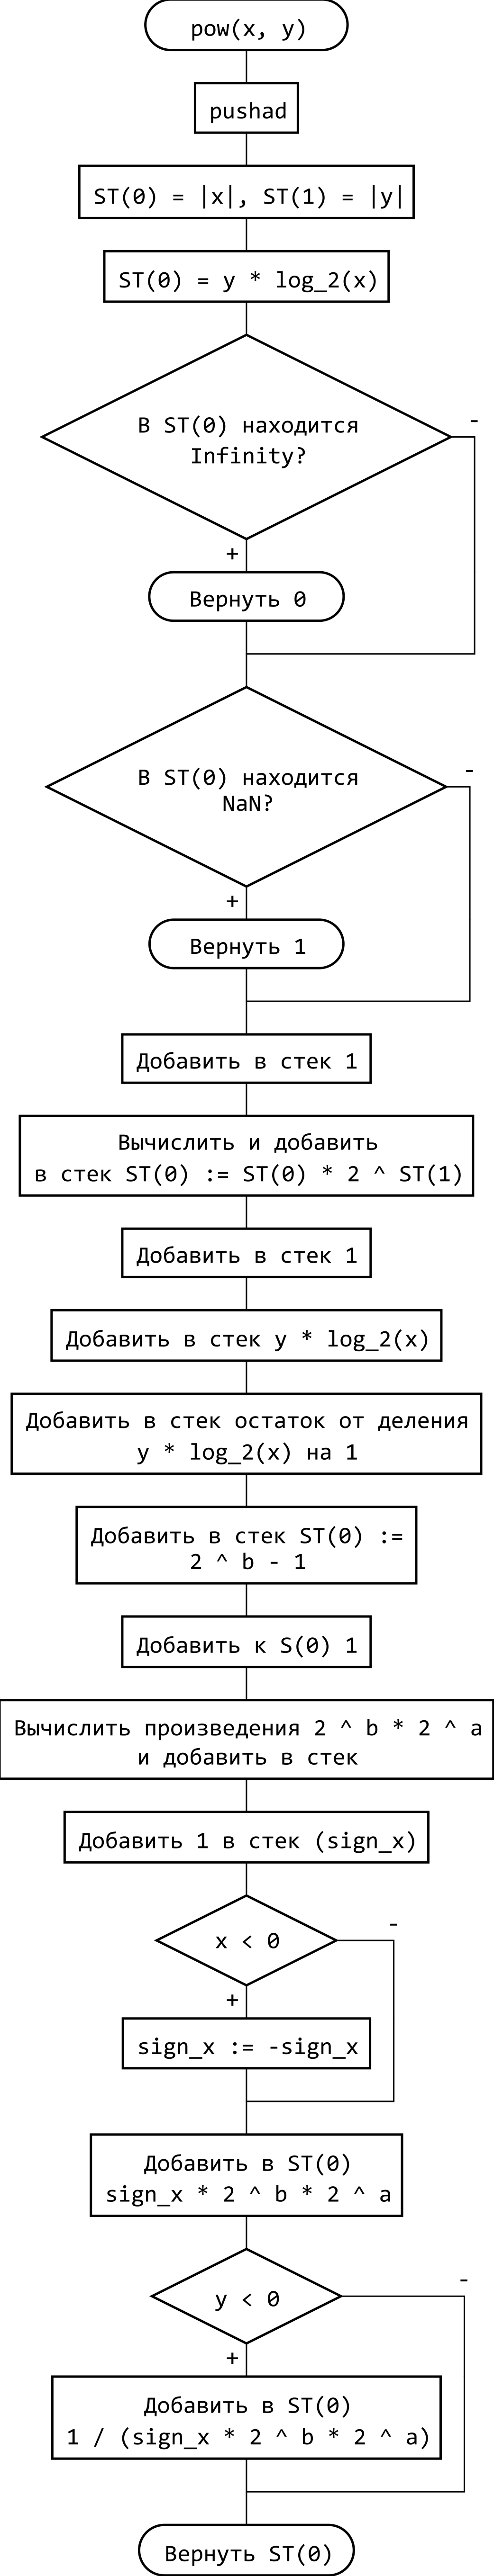 pow(x, y)
pushad
ST(0) = |x|, ST(1) = |y|
ST(0) = y * log_2(x)
В ST(0) находится
Infinity?
-
+
Вернуть 0
В ST(0) находится
NaN?
-
+
Вернуть 1
Добавить в стек 1
Вычислить и добавить
в стек ST(0) := ST(0) * 2 ^ ST(1)
Добавить в стек 1
Добавить в стек y * log_2(x)
Добавить в стек остаток от деления
y * log_2(x) на 1
Добавить в стек ST(0) :=
2 ^ b - 1
Добавить к S(0) 1
Вычислить произведения 2 ^ b * 2 ^ a
и добавить в стек
Добавить 1 в стек (sign_x)
x < 0
-
+
sign_x := -sign_x
Добавить в ST(0)
sign_x * 2 ^ b * 2 ^ a
y < 0
-
+
Добавить в ST(0)
1 / (sign_x * 2 ^ b * 2 ^ a)
Вернуть ST(0)